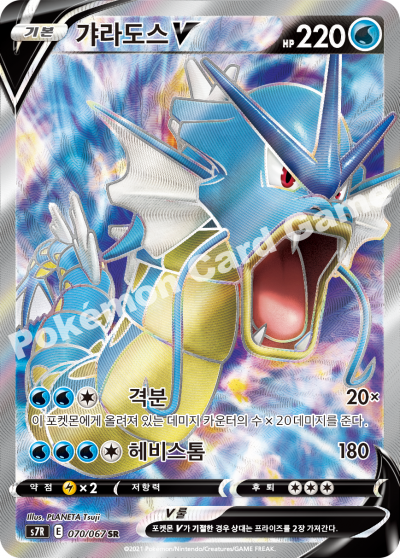 기본 갸라도스V HP 220
Pokémon Card Game
격분 20×
이 포켓몬에게 올려져 있는 데미지 카운터의 수 × 20데미지를 준다.
헤비스톰 180
약점 ×2 저항력 후퇴
Illus. PLANETA Tsuji
V룰
s7R E 070/067 SR
포켓몬 V가 기절한 경우 상대는 프라이즈를 2장 가져간다.
©2021 Pokémon/Nintendo/Creatures/GAME FREAK.